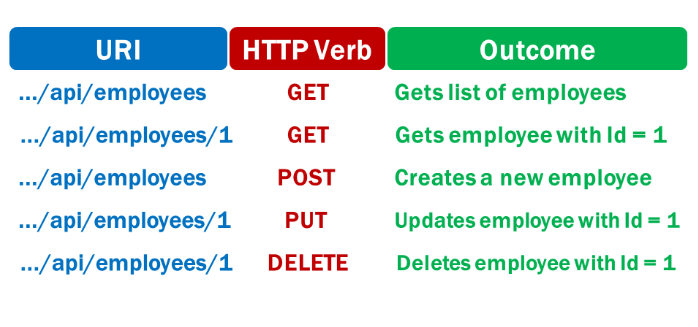 URI HTTP Verb Outcome
.../api/employees GET Gets list of employees
.../api/employees/1 GET Gets employee with Id = 1
.../api/employees POST Creates a new employee
.../api/employees/1 PUT Updates employee with Id = 1
.../api/employees/1 DELETE Deletes employee with Id = 1